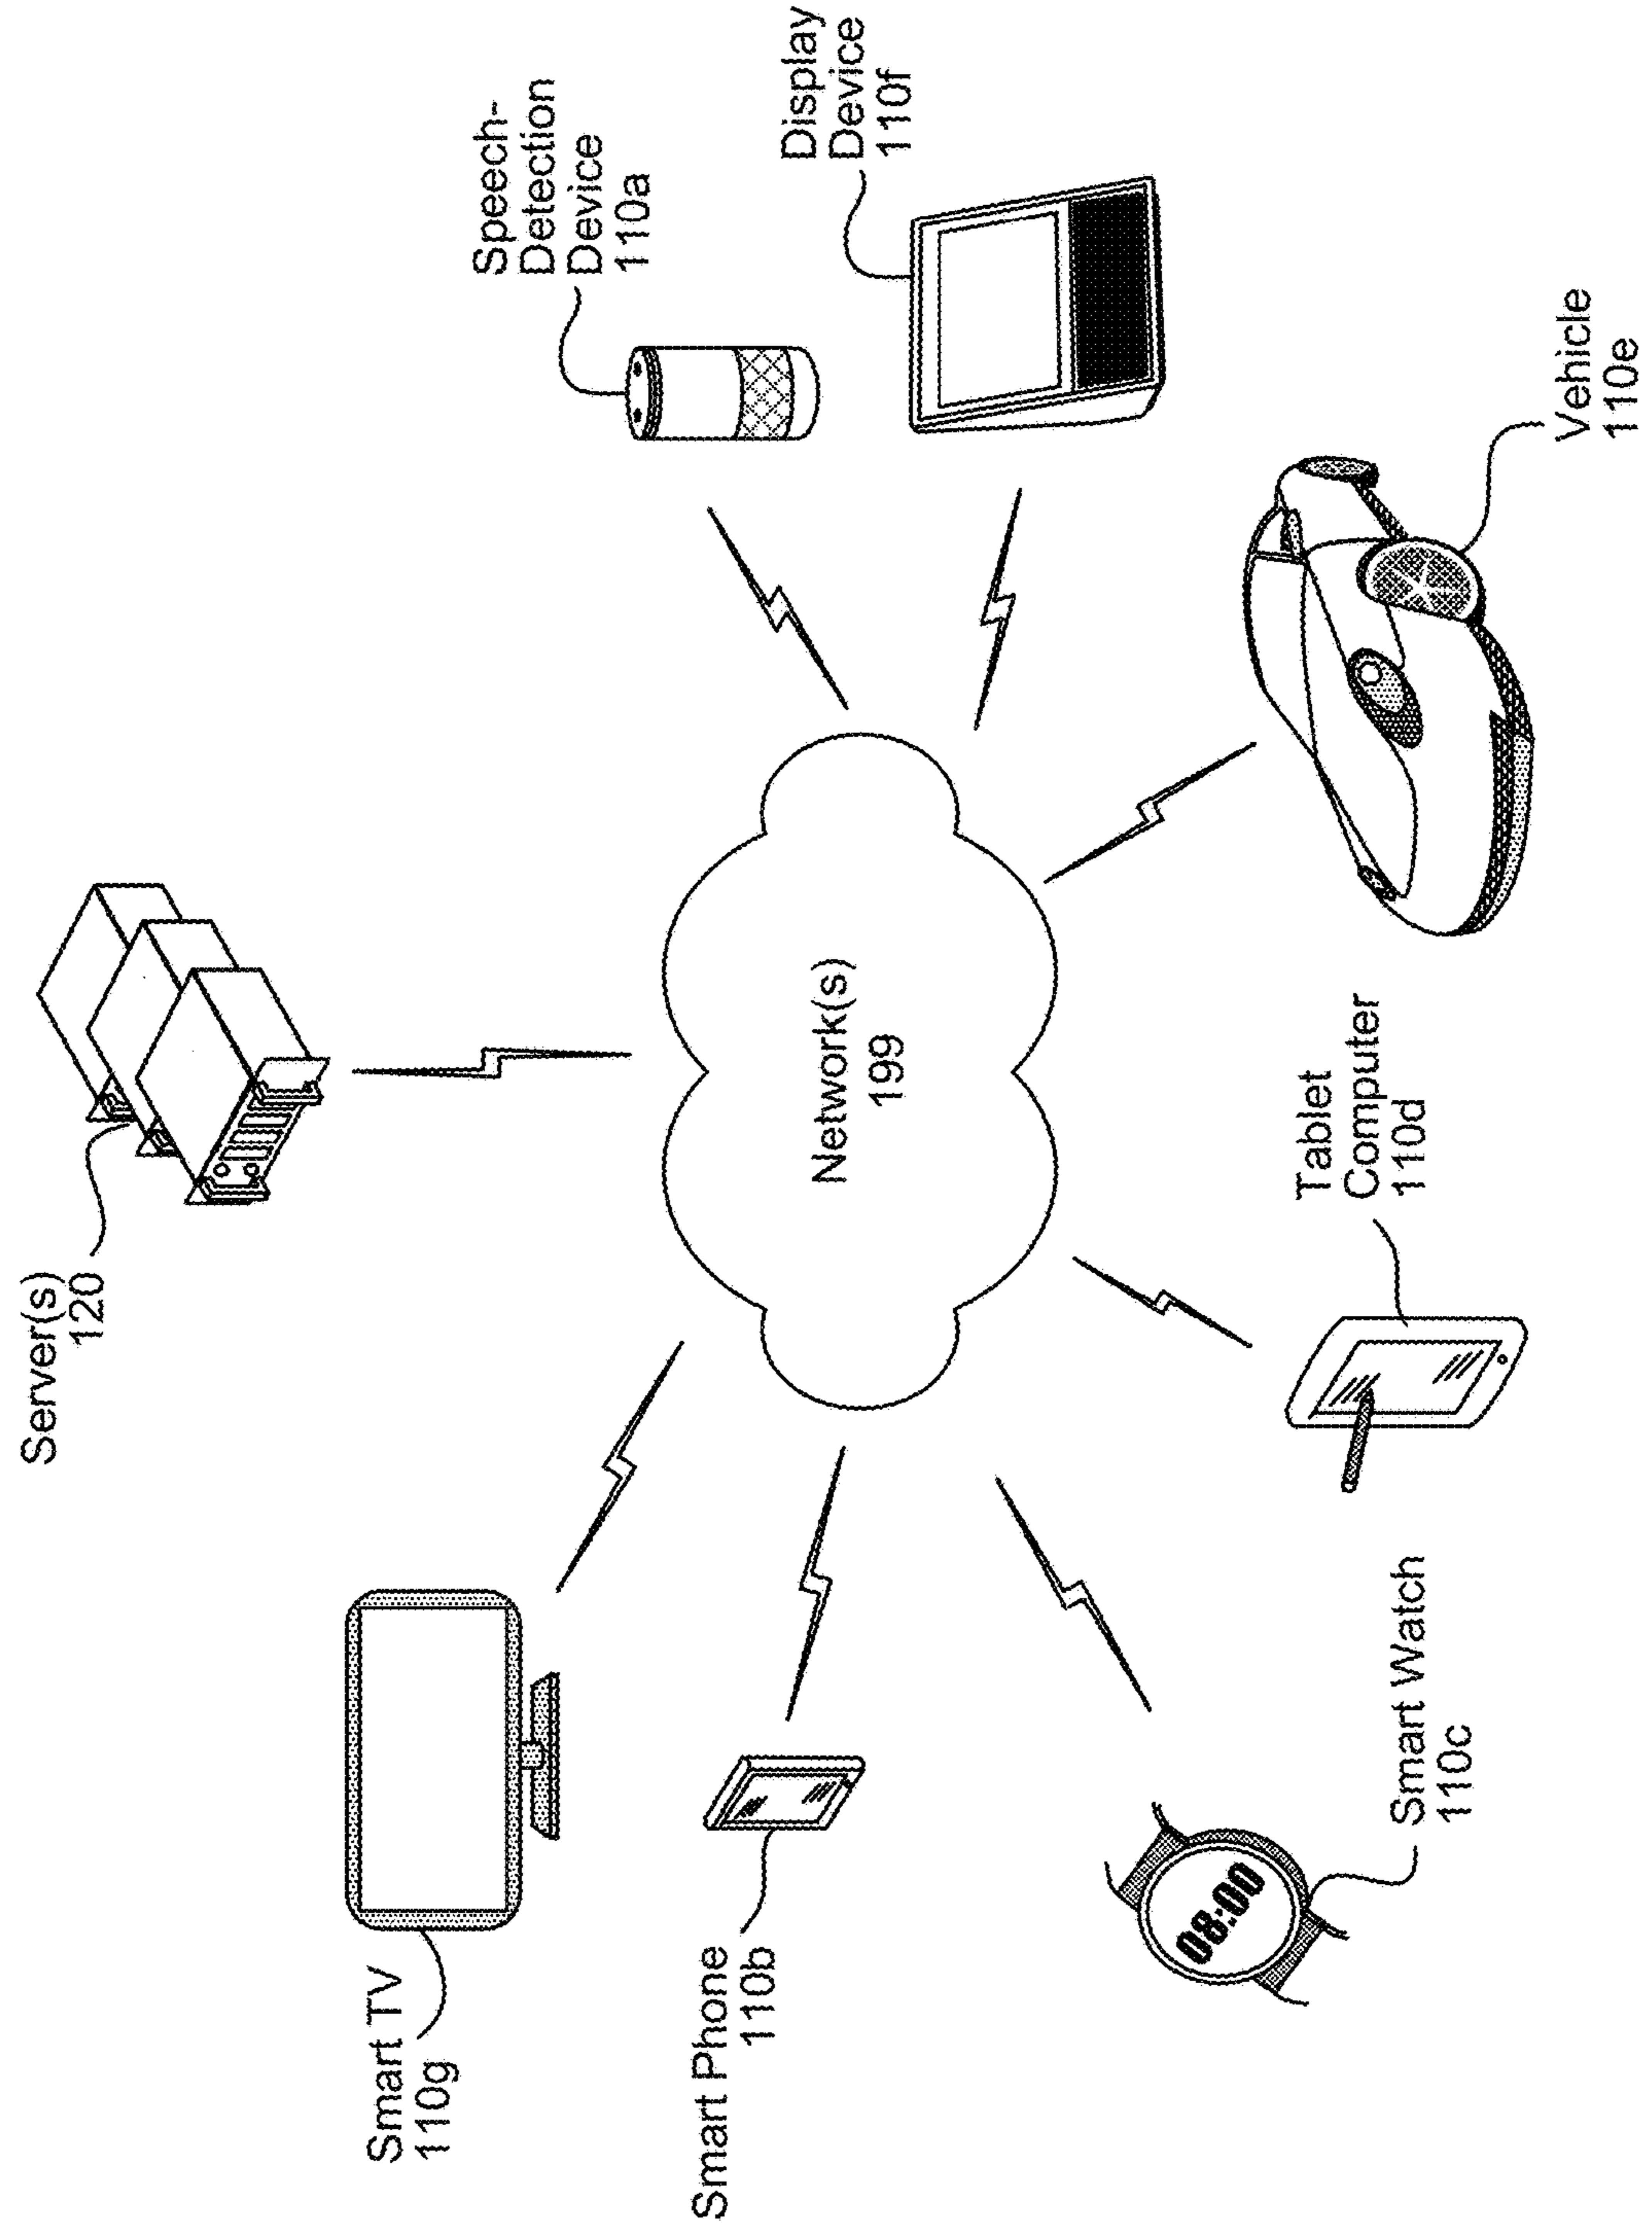 Server(s)
120
Smart TV
110g
Speech-
Detection
Device
110a
Smart Phone
110b
Network(s)
199
Display
Device
110f
08:00
Smart Watch
110c
Tablet
Computer
110d
Vehicle
110e